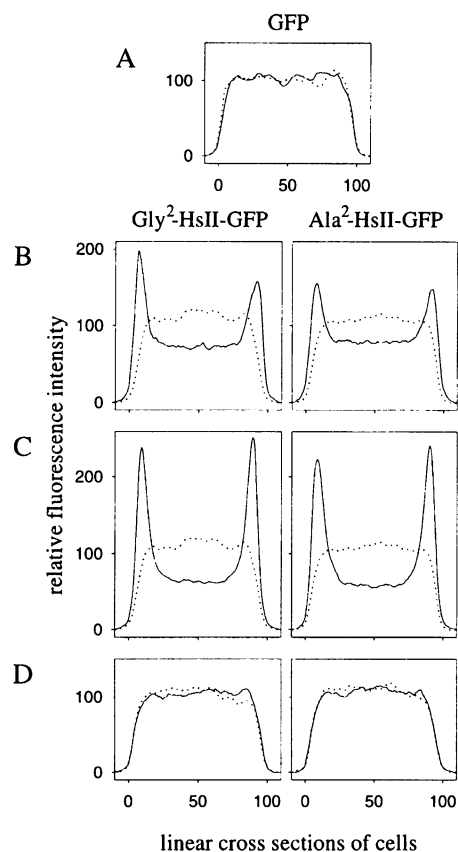 GFP
A
100
0
0 50 100
Gly²-HsII-GFP Ala²-HsII-GFP
B
200
100
0
C
200
100
0
D
100
0
0 50 100 0 50 100
relative fluorescence intensity
linear cross sections of cells